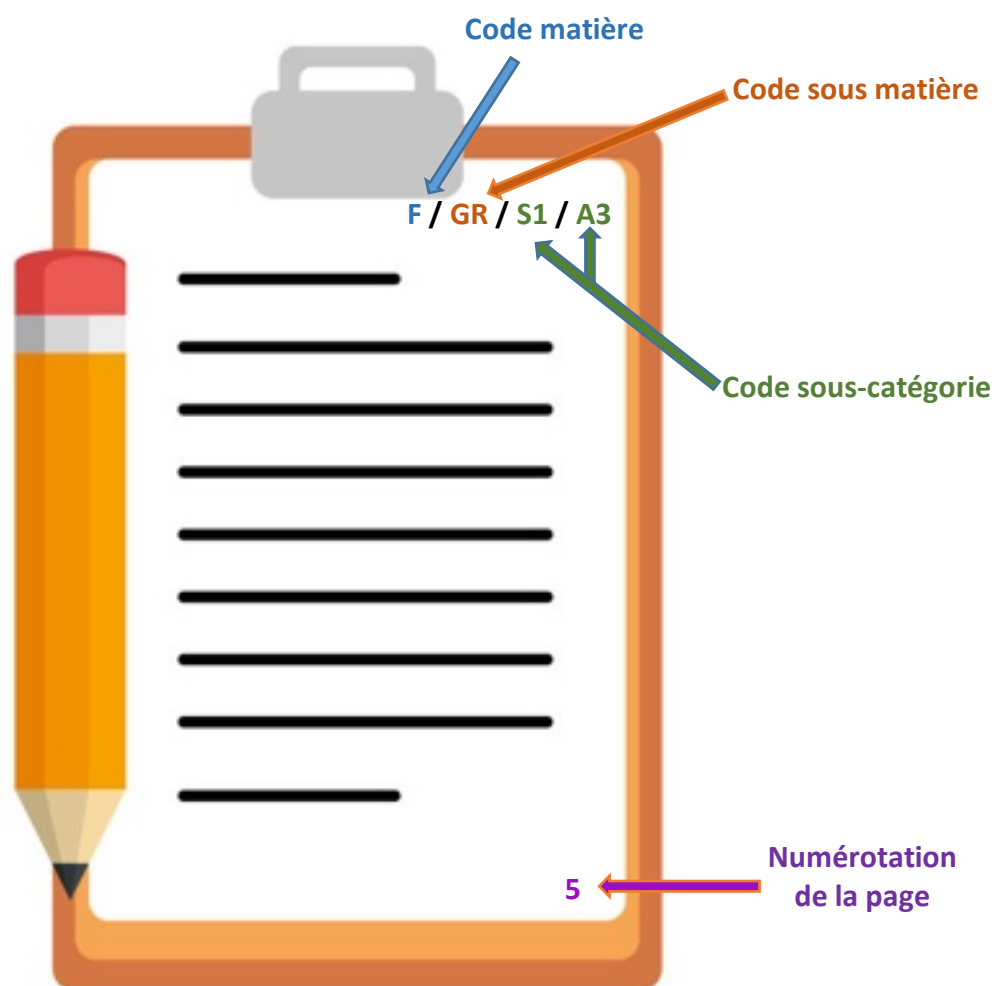 Code matière
Code sous matière
F / GR / S1 / A3
Code sous-catégorie
Numérotation
de la page
5